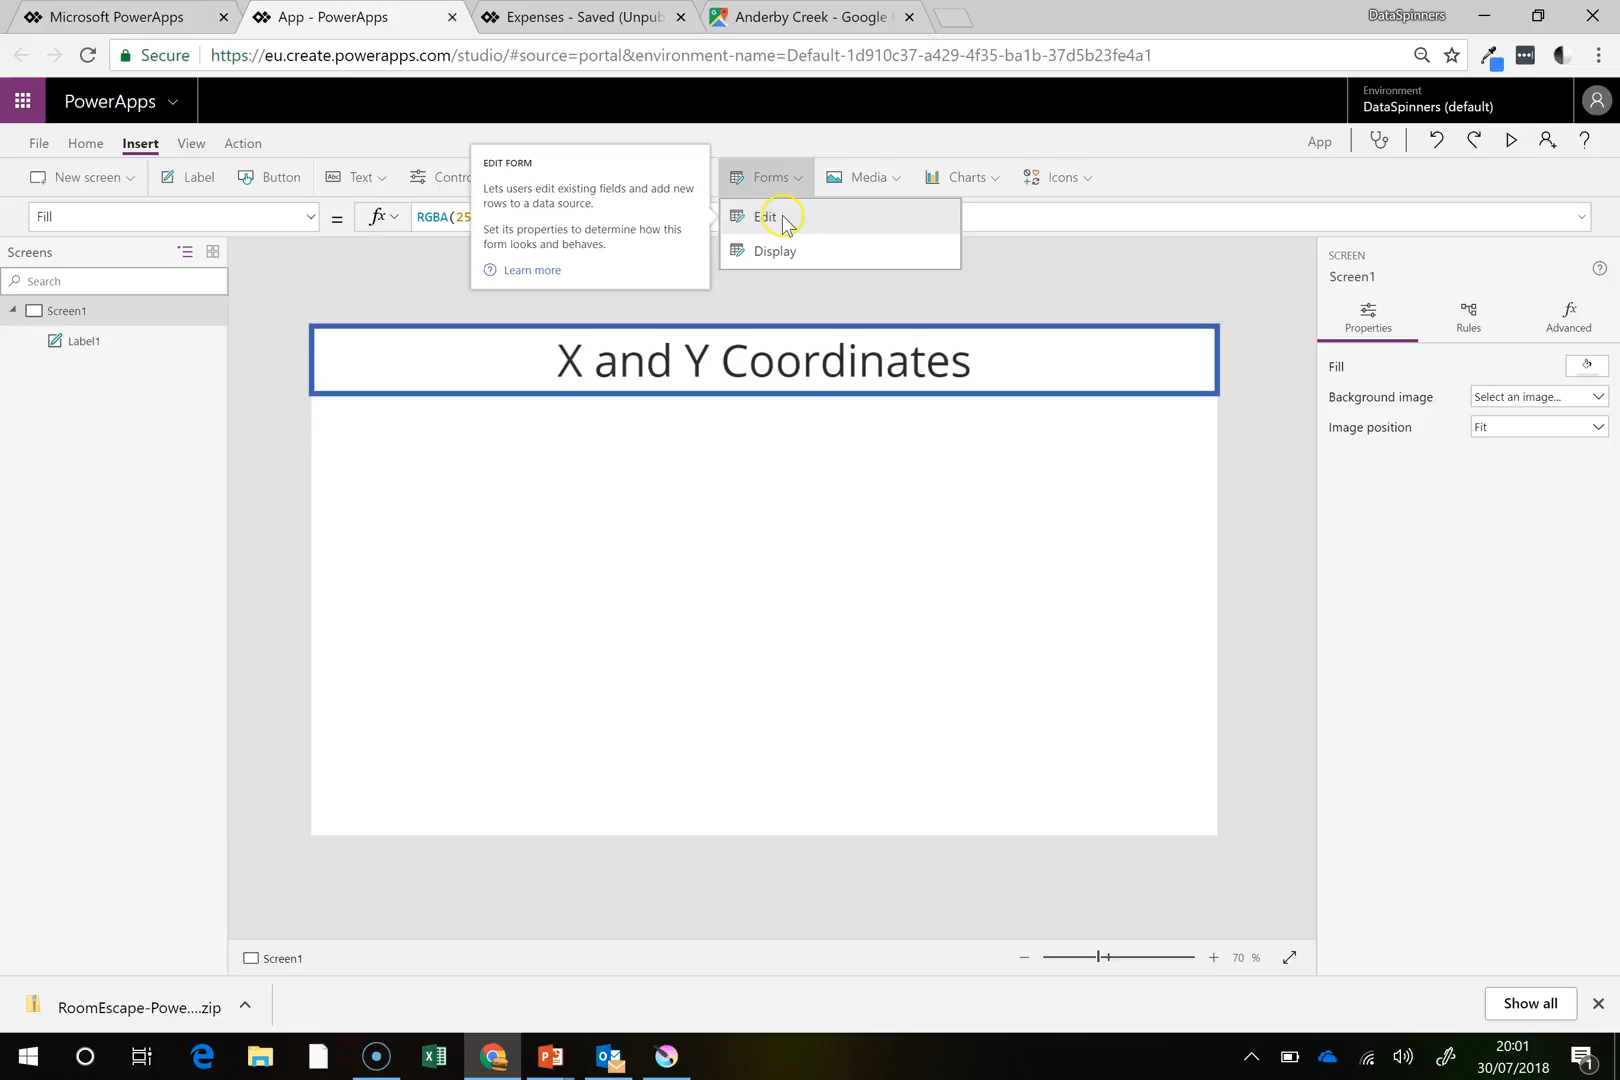 Microsoft PowerApps
App - PowerApps
Expenses - Saved (Unpub
Anderby Creek - Google
DataSpinners
Secure
https://eu.create.powerapps.com/studio/#source=portal&environment-name=Default-1d910c37-a429-4f35-ba1b-37d5b23fe4a1
PowerApps
Environment
DataSpinners (default)
File
Home
Insert
View
Action
App
New screen
Label
Button
Text
Contro
Forms
Media
Charts
Icons
EDIT FORM
Lets users edit existing fields and add new
rows to a data source.
Set its properties to determine how this
form looks and behaves.
Learn more
Edit
Display
Fill
=
fx
RGBA(25
Screens
Search
Screen1
Label1
X and Y Coordinates
SCREEN
Screen1
Properties
Rules
Advanced
Fill
Background image
Select an image...
Image position
Fit
Screen1
70 %
RoomEscape-Powe....zip
Show all
20:01
30/07/2018
1